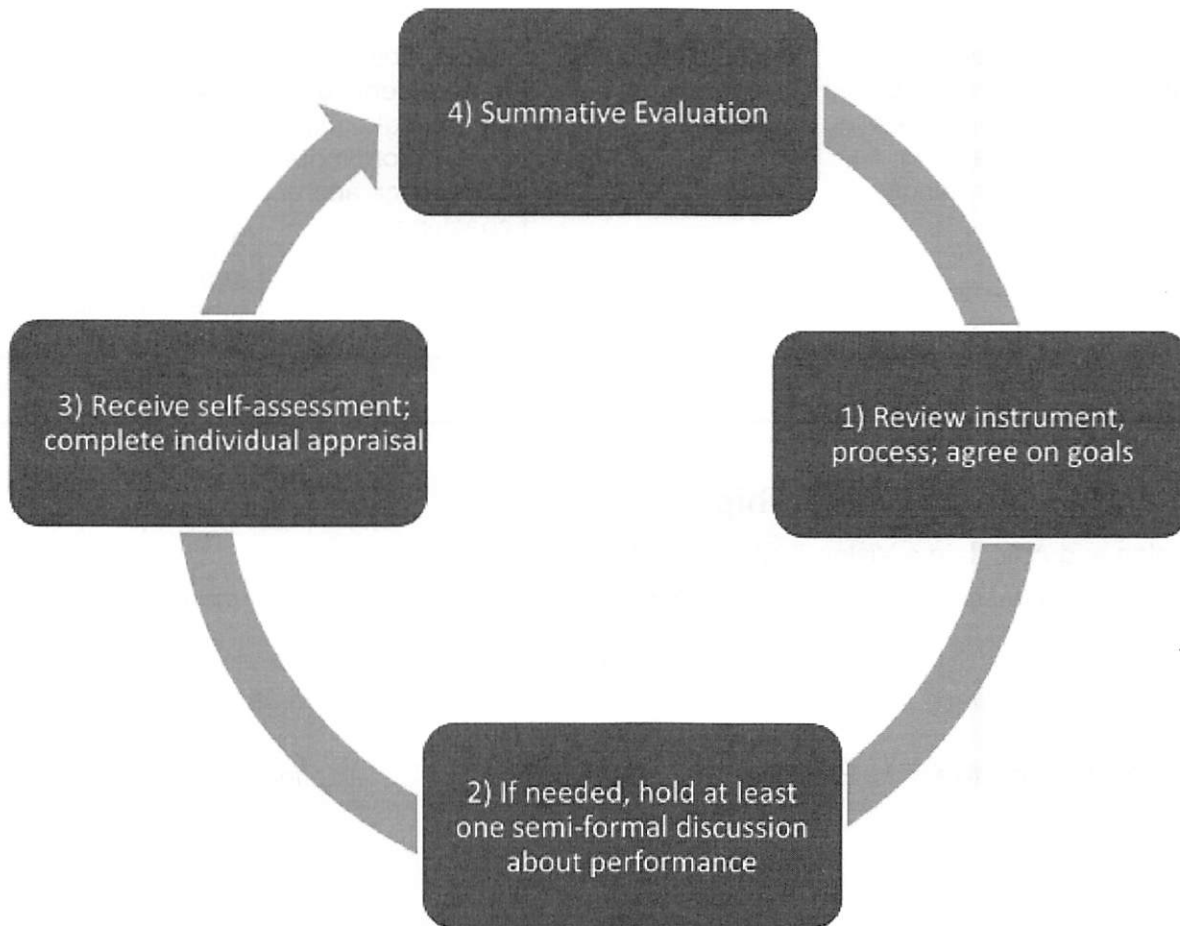 4) Summative Evaluation
3) Receive self-assessment;
complete individual appraisal
1) Review instrument,
process; agree on goals
2) If needed, hold at least
one semi-formal discussion
about performance